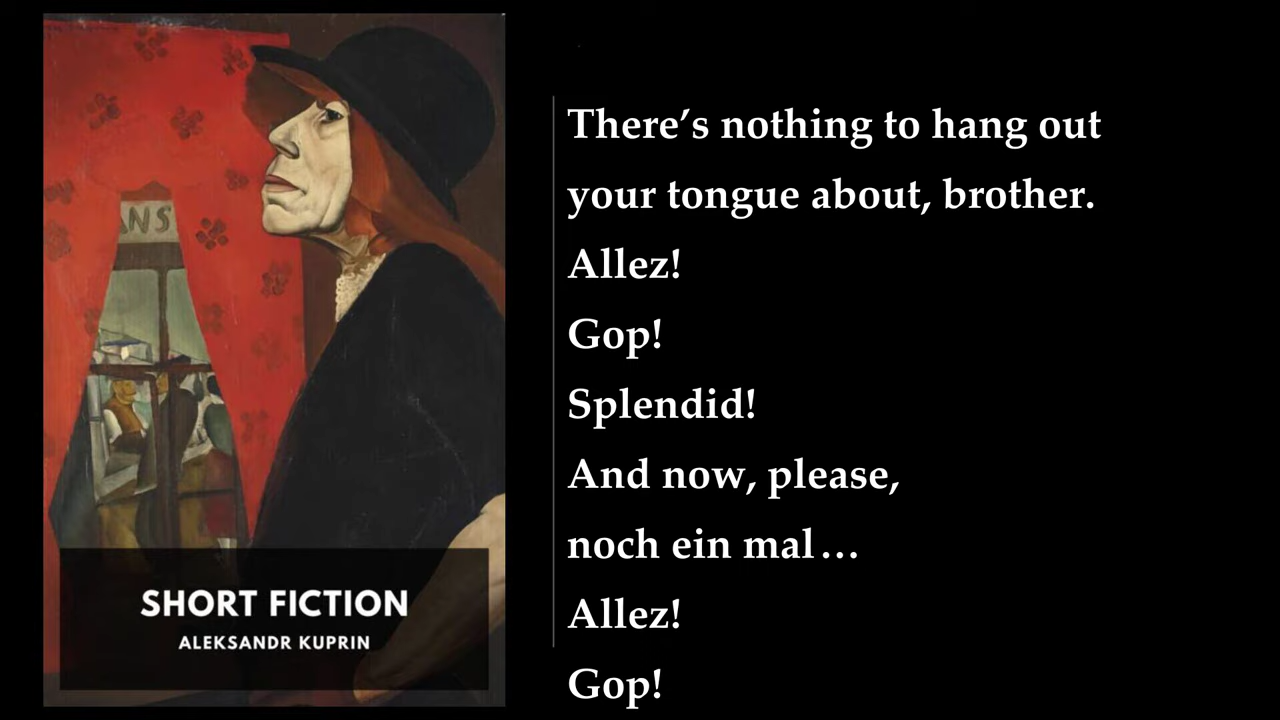 ANS
SHORT FICTION
ALEKSANDR KUPRIN
There’s nothing to hang out
your tongue about, brother.
Allez!
Gop!
Splendid!
And now, please,
noch ein mal…
Allez!
Gop!